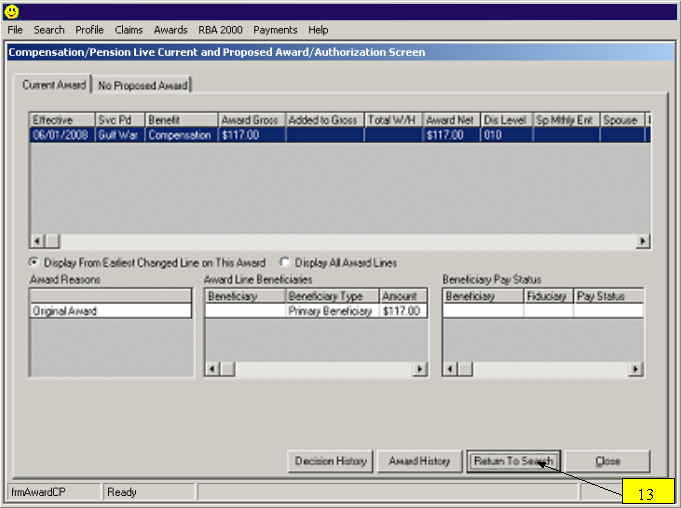 File Search Profile Claims Awards RBA 2000 Payments Help
Compensation/Pension Live Current and Proposed Award/Authorization Screen
Current Award No Proposed Award
Effective Svc Pd Benefit Award Gross Added to Gross Total W/H Award Net Dis Level Sp Mthly Ent Spouse
06/01/2008 Gulf War Compensation $117.00 $117.00 010
Display From Earliest Changed Line on This Award Display All Award Lines
Award Reasons Award Line Beneficiaries Beneficiary Pay Status
Beneficiary Beneficiary Type Amount Beneficiary Fiduciary Pay Status
Original Award Primary Beneficiary $117.00
Decision History Award History Return To Search Close
frmAwardCP Ready
13